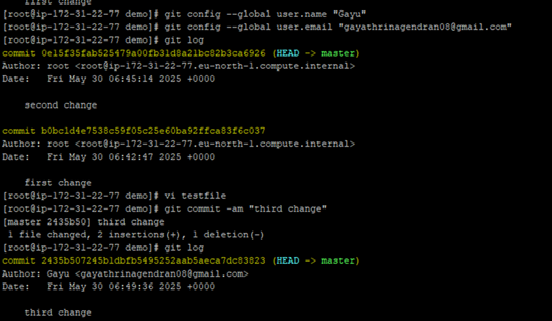 first change
[root@ip-172-31-22-77 demo]# git config --global user.name "Gayu"
[root@ip-172-31-22-77 demo]# git config --global user.email "gayathrinagendran08@gmail.com"
[root@ip-172-31-22-77 demo]# git log
commit 0e15f35fab525479a00fb31d8a21bc82b3ca6926 (HEAD -> master)
Author: root <root@ip-172-31-22-77.eu-north-1.compute.internal>
Date:   Fri May 30 06:45:14 2025 +0000
second change
commit b0bc1d4e7538c59f05c25e60ba92ffca83f6c037
Author: root <root@ip-172-31-22-77.eu-north-1.compute.internal>
Date:   Fri May 30 06:42:47 2025 +0000
first change
[root@ip-172-31-22-77 demo]# vi testfile
[root@ip-172-31-22-77 demo]# git commit -am "third change"
[master 2435b50] third change
1 file changed, 2 insertions(+), 1 deletion(-)
[root@ip-172-31-22-77 demo]# git log
commit 2435b507245b1dbfb5495252aab5aeca7dc83823 (HEAD -> master)
Author: Gayu <gayathrinagendran08@gmail.com>
Date:   Fri May 30 06:49:36 2025 +0000
third change